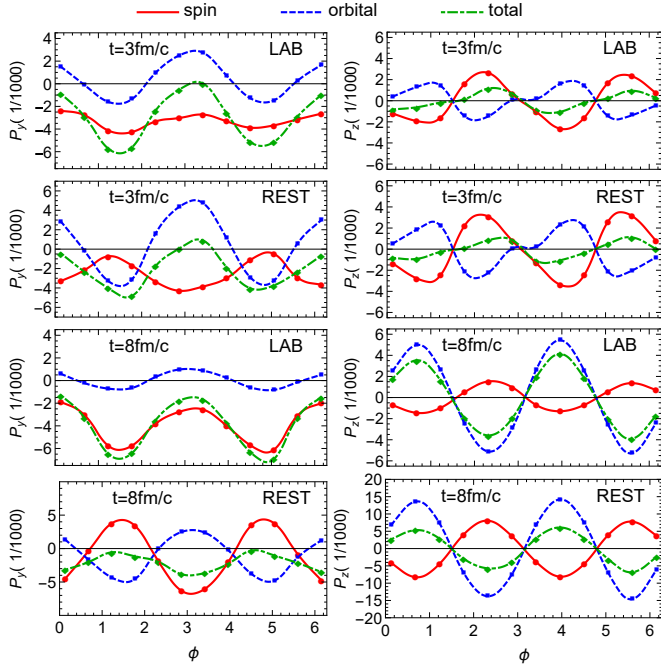 spin orbital total
t=3fm/c LAB
P_y( 1/1000)
4
2
0
−2
−4
−6
t=3fm/c LAB
P_z( 1/1000)
6
4
2
0
−2
−4
−6
t=3fm/c REST
P_y( 1/1000)
6
4
2
0
−2
−4
−6
t=3fm/c REST
P_z( 1/1000)
6
4
2
0
−2
−4
−6
t=8fm/c LAB
P_y( 1/1000)
4
2
0
−2
−4
−6
t=8fm/c LAB
P_z( 1/1000)
6
4
2
0
−2
−4
−6
t=8fm/c REST
P_y( 1/1000)
5
0
−5
0 1 2 3 4 5 6
ϕ
t=8fm/c REST
P_z( 1/1000)
20
15
10
5
0
−5
−10
−15
−20
0 1 2 3 4 5 6
ϕ